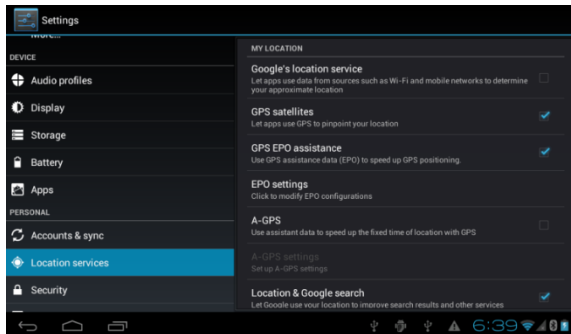 Settings
More...
DEVICE
Audio profiles
Display
Storage
Battery
Apps
PERSONAL
Accounts & sync
Location services
Security
MY LOCATION
Google's location service
Let apps use data from sources such as Wi-Fi and mobile networks to determine
your approximate location
GPS satellites
Let apps use GPS to pinpoint your location
GPS EPO assistance
Use GPS assistance data (EPO) to speed up GPS positioning.
EPO settings
Click to modify EPO configurations
A-GPS
Use assistant data to speed up the fixed time of location with GPS
A-GPS settings
Set up A-GPS settings
Location & Google search
Let Google use your location to improve search results and other services
6:39